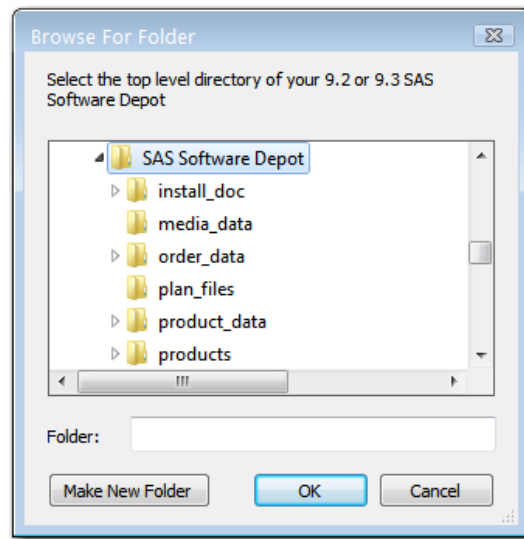 Browse For Folder
Select the top level directory of your 9.2 or 9.3 SAS
Software Depot
SAS Software Depot
install_doc
media_data
order_data
plan_files
product_data
products
Folder:
Make New Folder
OK
Cancel